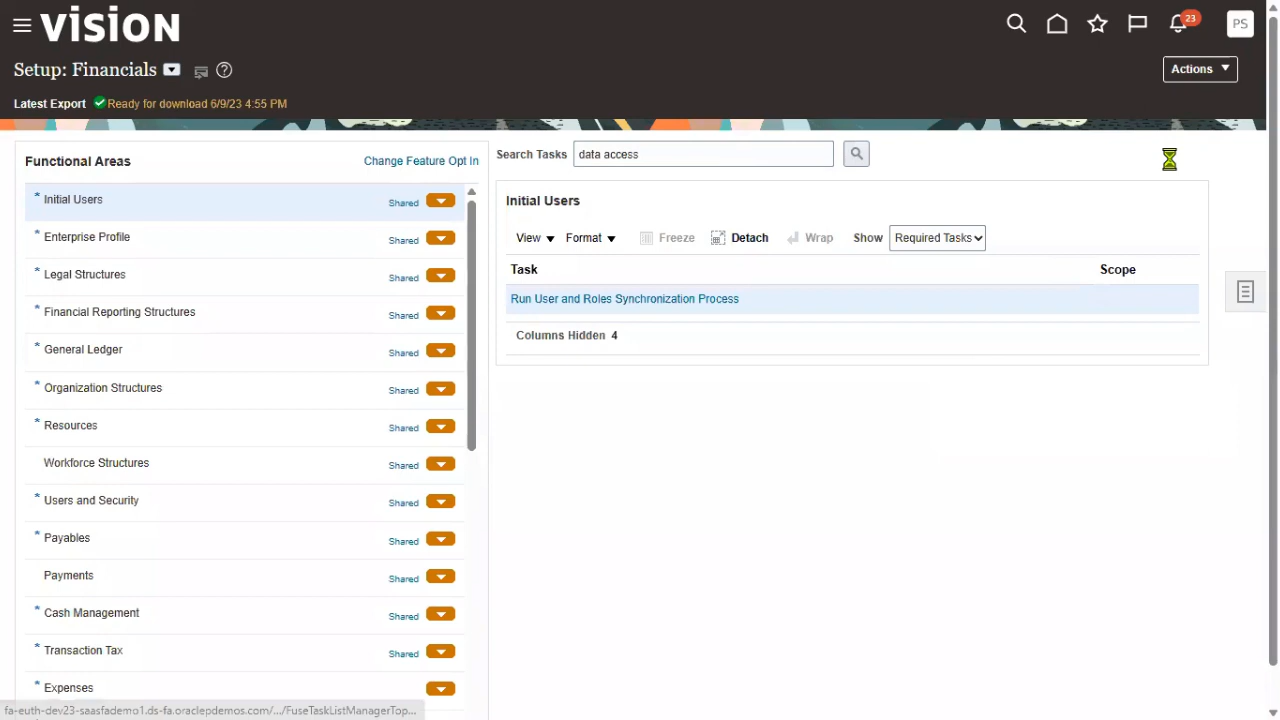 vision
23
PS
Setup: Financials
Actions
Latest Export Ready for download 6/9/23 4:55 PM
Functional Areas
Change Feature Opt In
Search Tasks data access
* Initial Users Shared
* Enterprise Profile Shared
* Legal Structures Shared
* Financial Reporting Structures Shared
* General Ledger Shared
* Organization Structures Shared
* Resources Shared
Workforce Structures Shared
* Users and Security Shared
* Payables Shared
Payments Shared
* Cash Management Shared
* Transaction Tax Shared
* Expenses
Initial Users
View Format Freeze Detach Wrap Show Required Tasks
Task Scope
Run User and Roles Synchronization Process
Columns Hidden 4
fa-euth-dev23-saasfademo1.ds-fa.oraclepdemos.com/.../FuseTaskListManagerTop...